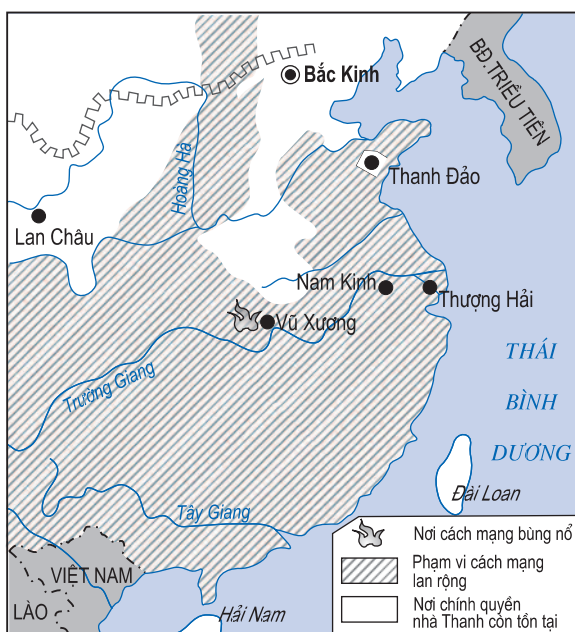 Bắc Kinh
BĐ.TRIỀU TIÊN
Hoàng Hà
Thanh Đảo
Lan Châu
Nam Kinh
Thượng Hải
Vũ Xương
Trường Giang
THÁI
BÌNH
DƯƠNG
Đài Loan
Tây Giang
VIỆT NAM
LÀO
Hải Nam
Nơi cách mạng bùng nổ
Phạm vi cách mạng
lan rộng
Nơi chính quyền
nhà Thanh còn tồn tại